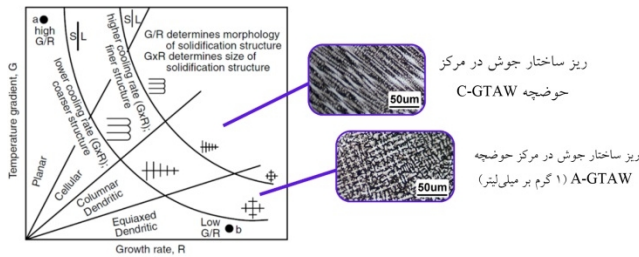 a
high
G/R
S L
S L
higher cooling rate (GxR);
finer structure
G/R determines morphology
of solidification structure
GxR determines size of
solidification structure
lower cooling rate (GxR);
coarser structure
Temperature gradient, G
Planar
Cellular
Columnar
Dendritic
Equiaxed
Dendritic
Low
G/R b
Growth rate, R
50um
ریز ساختار جوش در مرکز
حوضچه C-GTAW
50um
ریز ساختار جوش در مرکز حوضچه
A-GTAW (۱ گرم بر میلی‌لیتر)